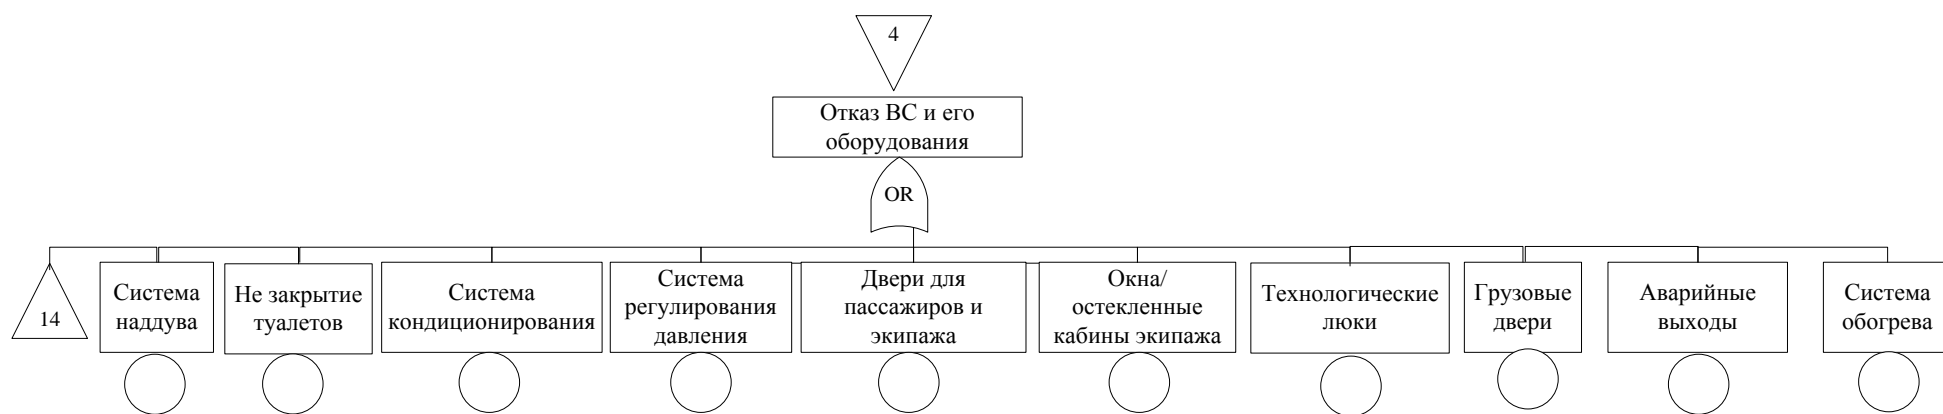 4
Отказ ВС и его
оборудования
OR
14
Система
наддува
Не закрытие
туалетов
Система
кондиционирования
Система
регулирования
давления
Двери для
пассажиров и
экипажа
Окна/
остекленные
кабины экипажа
Технологические
люки
Грузовые
двери
Аварийные
выходы
Система
обогрева